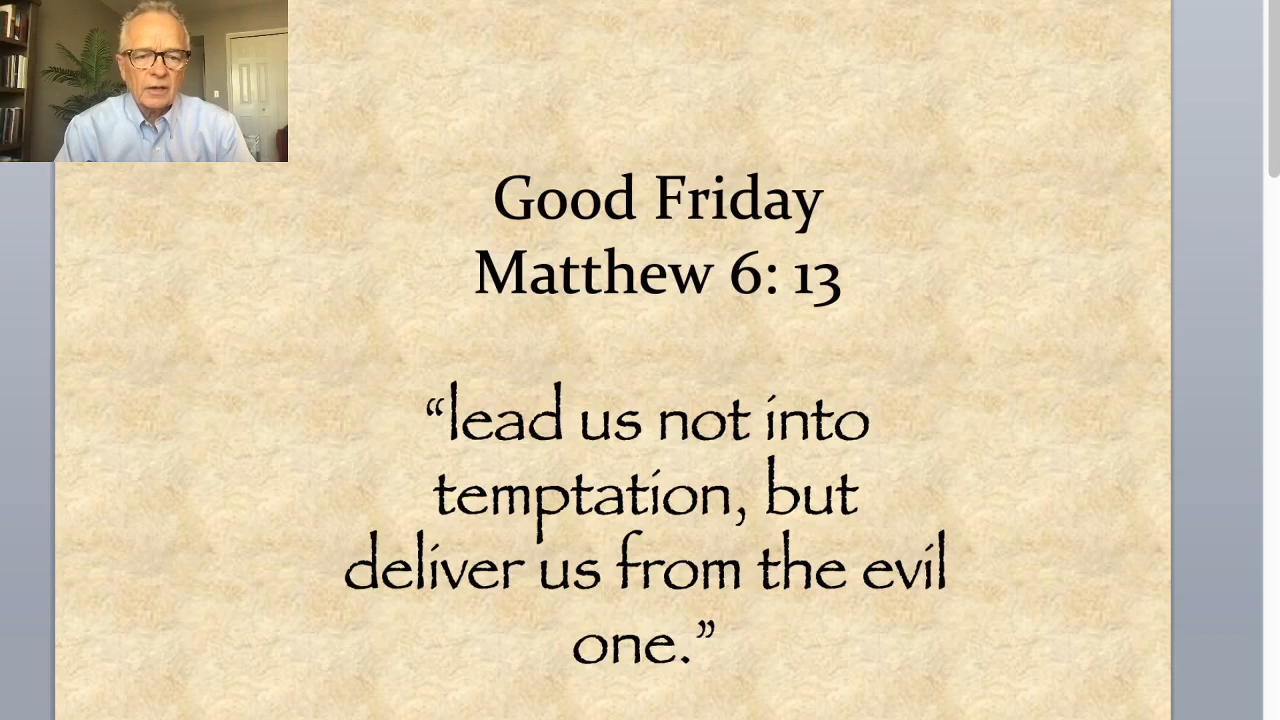 Good Friday
Matthew 6: 13
“lead us not into
temptation, but
deliver us from the evil
one.”